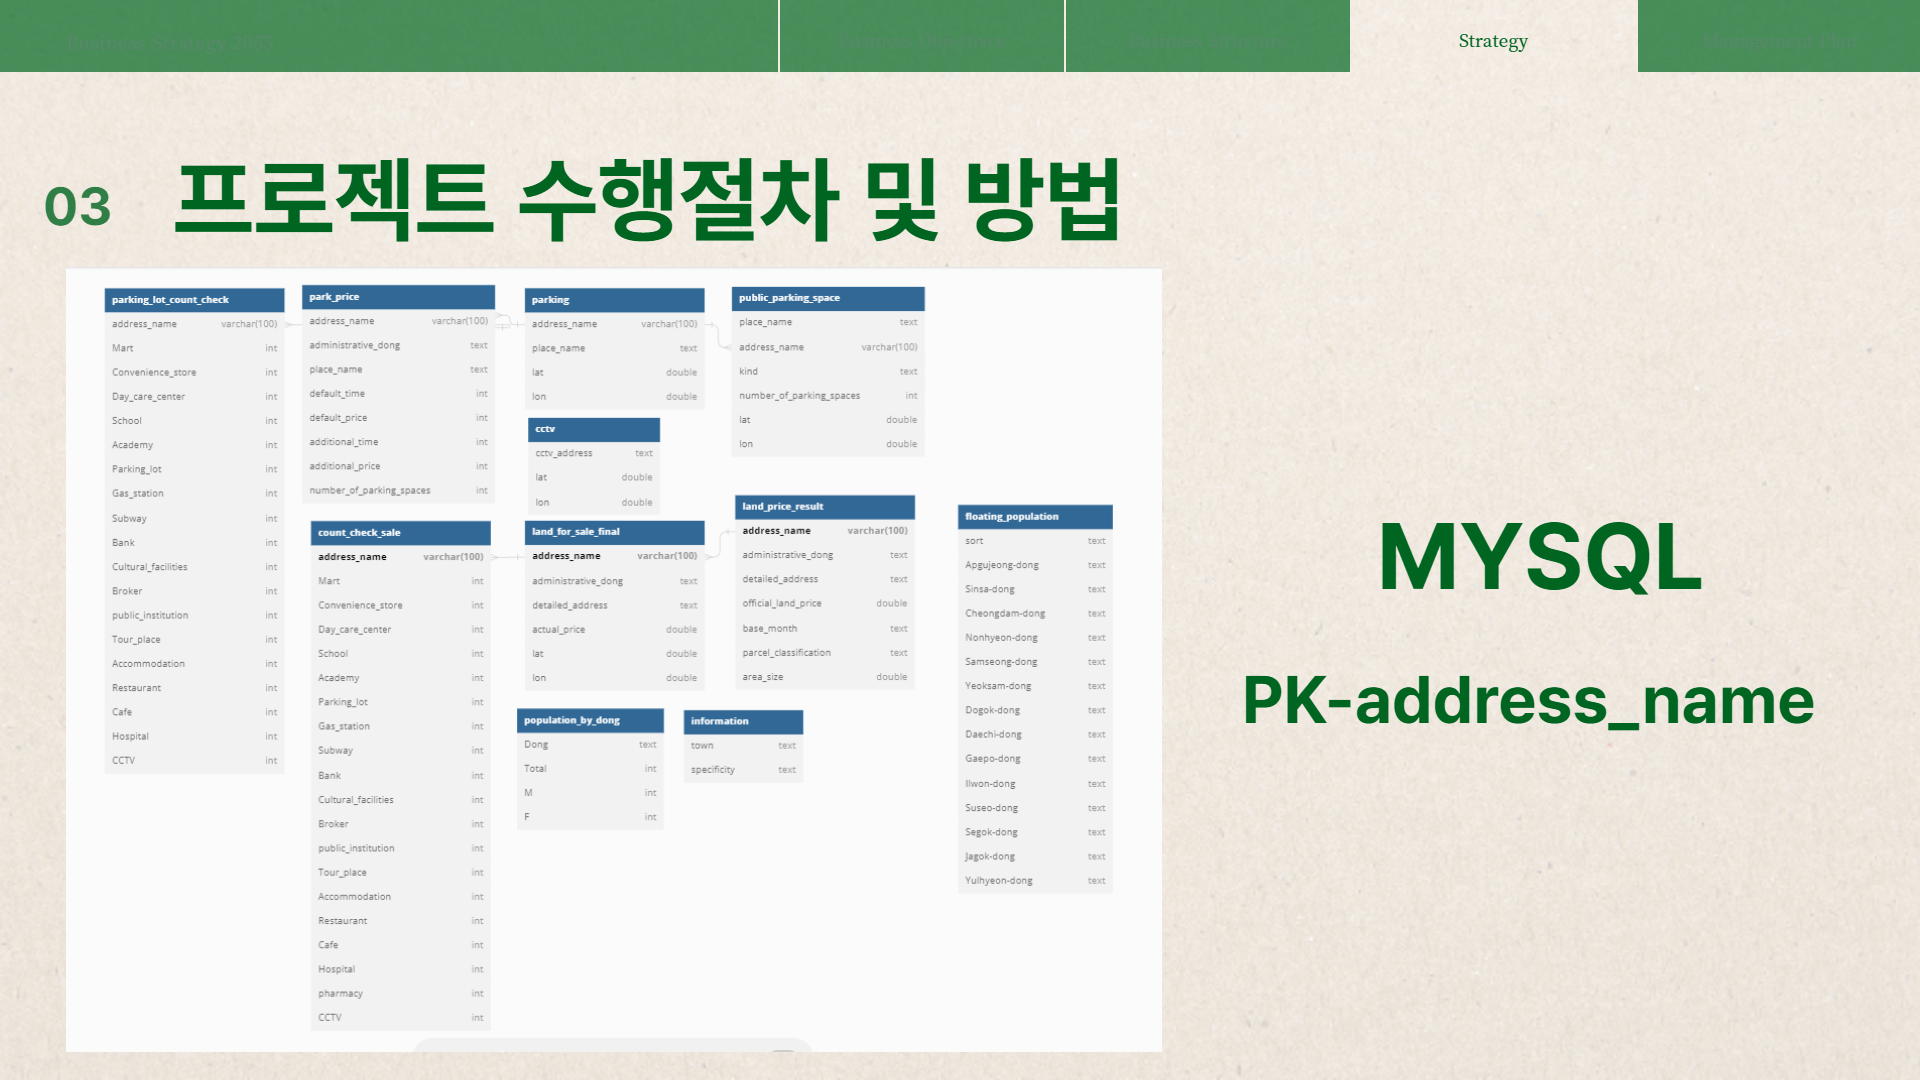 Business Strategy 2065
Strategy
Management Plan
03 프로젝트 수행절차 및 방법
parking_lot_count_check
address_name varchar(100)
Mart int
Convenience_store int
Day_care_center int
School int
Academy int
Parking_lot int
Gas_station int
Subway int
Bank int
Cultural_facilities int
Broker int
public_institution int
Tour_place int
Accommodation int
Restaurant int
Cafe int
Hospital int
CCTV int
park_price
address_name varchar(100)
administrative_dong text
place_name text
default_time int
default_price int
additional_time int
additional_price int
number_of_parking_spaces int
parking
address_name varchar(100)
place_name text
lat double
lon double
public_parking_space
place_name text
address_name varchar(100)
kind text
number_of_parking_spaces int
lat double
lon double
cctv
cctv_address text
lat double
lon double
count_check_sale
address_name varchar(100)
Mart int
Convenience_store int
Day_care_center int
School int
Academy int
Parking_lot int
Gas_station int
Subway int
Bank int
Cultural_facilities int
Broker int
public_institution int
Tour_place int
Accommodation int
Restaurant int
Cafe int
Hospital int
pharmacy int
CCTV int
land_for_sale_final
address_name varchar(100)
administrative_dong text
detailed_address text
actual_price double
lat double
lon double
land_price_result
address_name varchar(100)
administrative_dong text
detailed_address text
official_land_price double
base_month text
parcel_classification text
area_size double
population_by_dong
Dong text
Total int
M int
F int
information
town text
specificity text
floating_population
sort text
Apgujeong-dong text
Sinsa-dong text
Cheongdam-dong text
Nonhyeon-dong text
Samseong-dong text
Yeoksam-dong text
Dogok-dong text
Daechi-dong text
Gaepo-dong text
Ilwon-dong text
Suseo-dong text
Segok-dong text
Jagok-dong text
Yulhyeon-dong text
MYSQL
PK-address_name